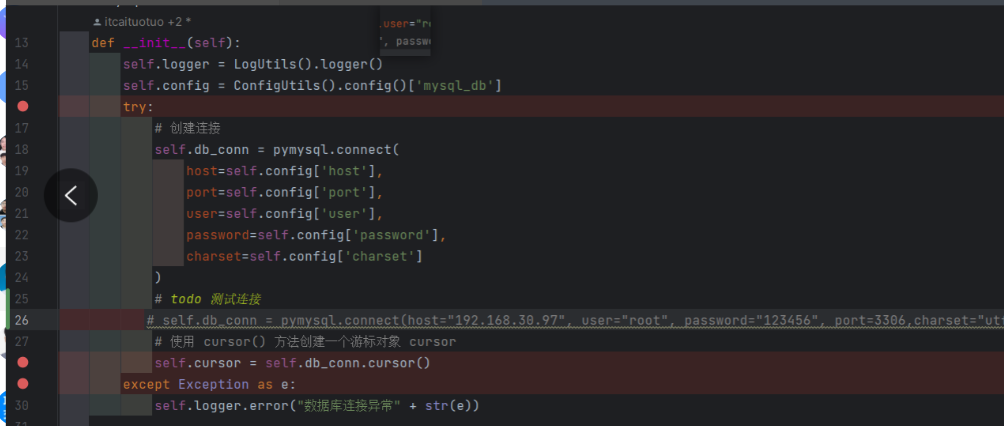 itcaituotuo +2 *
.user="r
", passw
13 def __init__(self):
14 self.logger = LogUtils().logger()
15 self.config = ConfigUtils().config()['mysql_db']
try:
17 # 创建连接
18 self.db_conn = pymysql.connect(
19 host=self.config['host'],
20 port=self.config['port'],
21 user=self.config['user'],
22 password=self.config['password'],
23 charset=self.config['charset']
24 )
25 # todo 测试连接
26 # self.db_conn = pymysql.connect(host="192.168.30.97", user="root", password="123456", port=3306,charset="ut
27 # 使用 cursor() 方法创建一个游标对象 cursor
self.cursor = self.db_conn.cursor()
except Exception as e:
30 self.logger.error("数据库连接异常" + str(e))